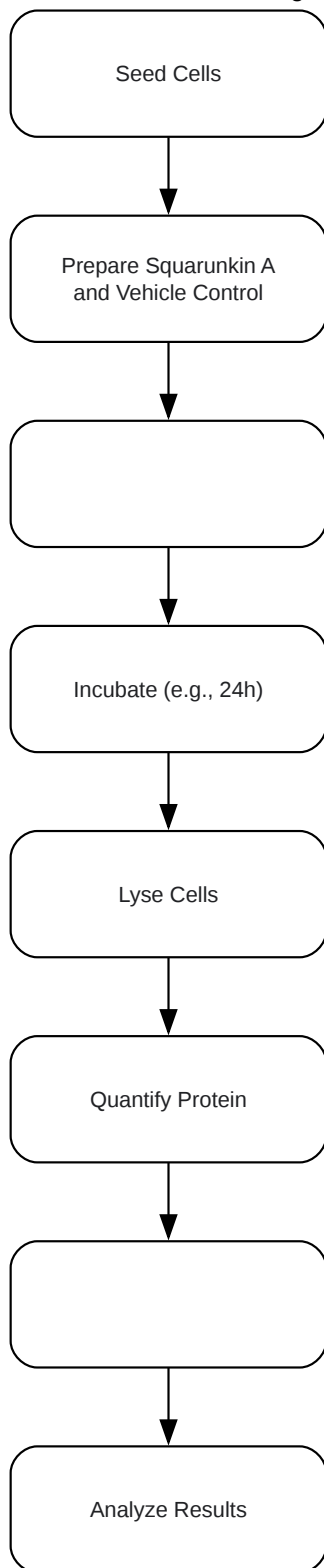 Seed Cells
Prepare Squarunkin A
and Vehicle Control
Incubate (e.g., 24h)
Lyse Cells
Quantify Protein
Analyze Results